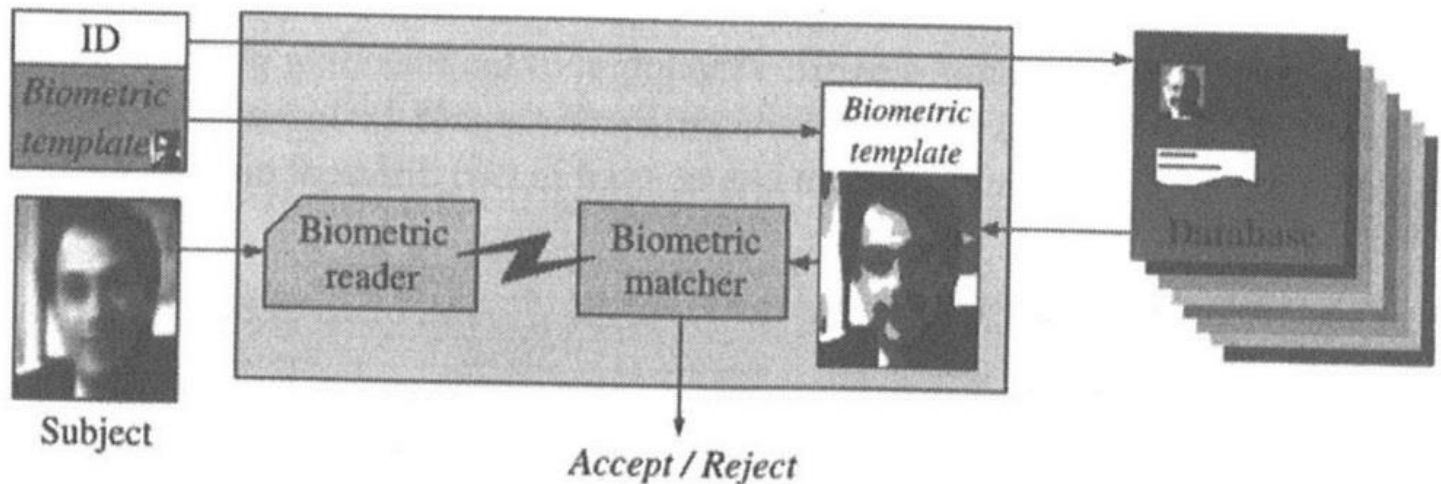 ID
Biometric
template
Biometric
template
Biometric
reader
Biometric
matcher
Database
Subject
Accept / Reject